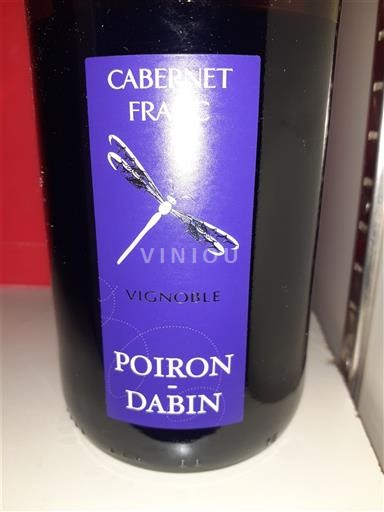 CABERNET
FRANC
VINIOU
VIGNOBLE
POIRON
-
DABIN